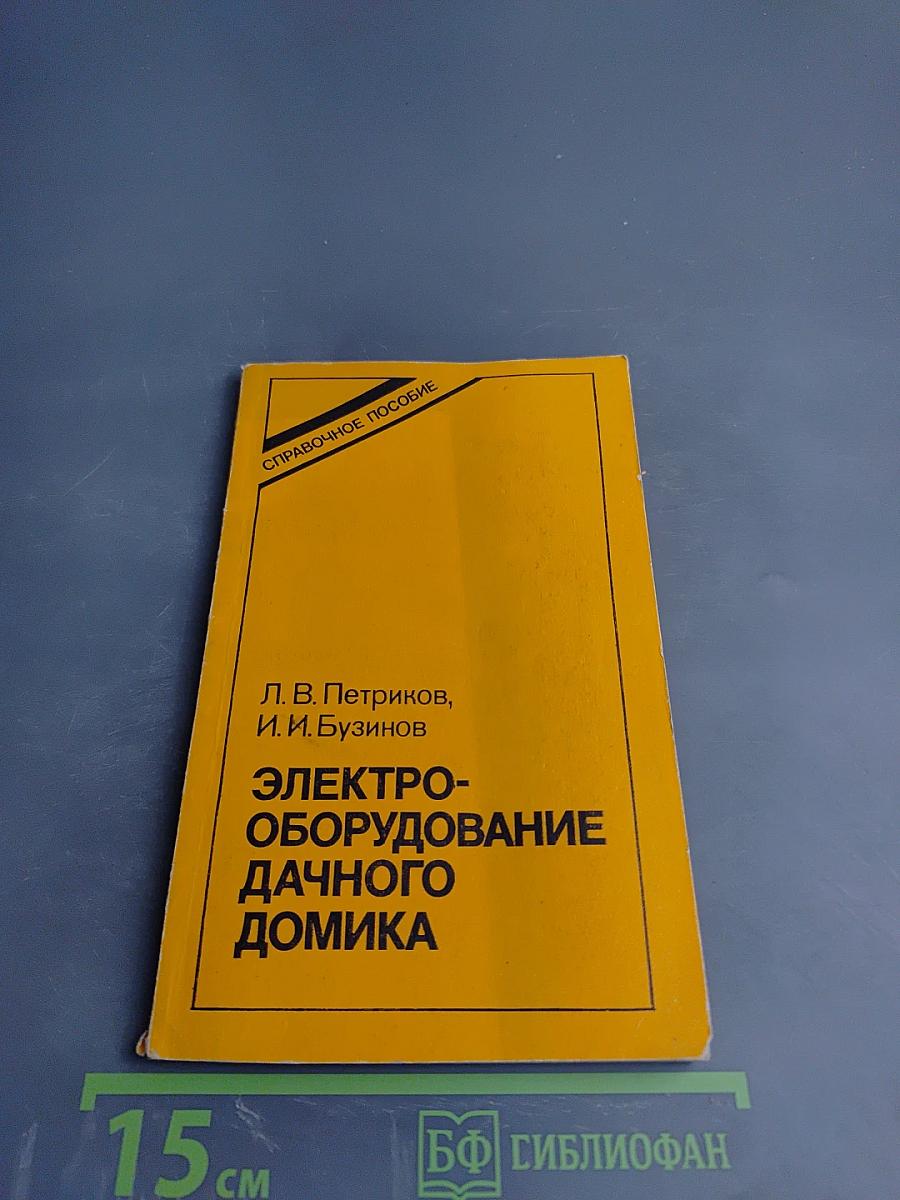 СПРАВОЧНОЕ ПОСОБИЕ
Л. В. Петриков,
И. И. Бузинов
ЭЛЕКТРО-
ОБОРУДОВАНИЕ
ДАЧНОГО
ДОМИКА
15 см
БФ БИБЛИОФАН